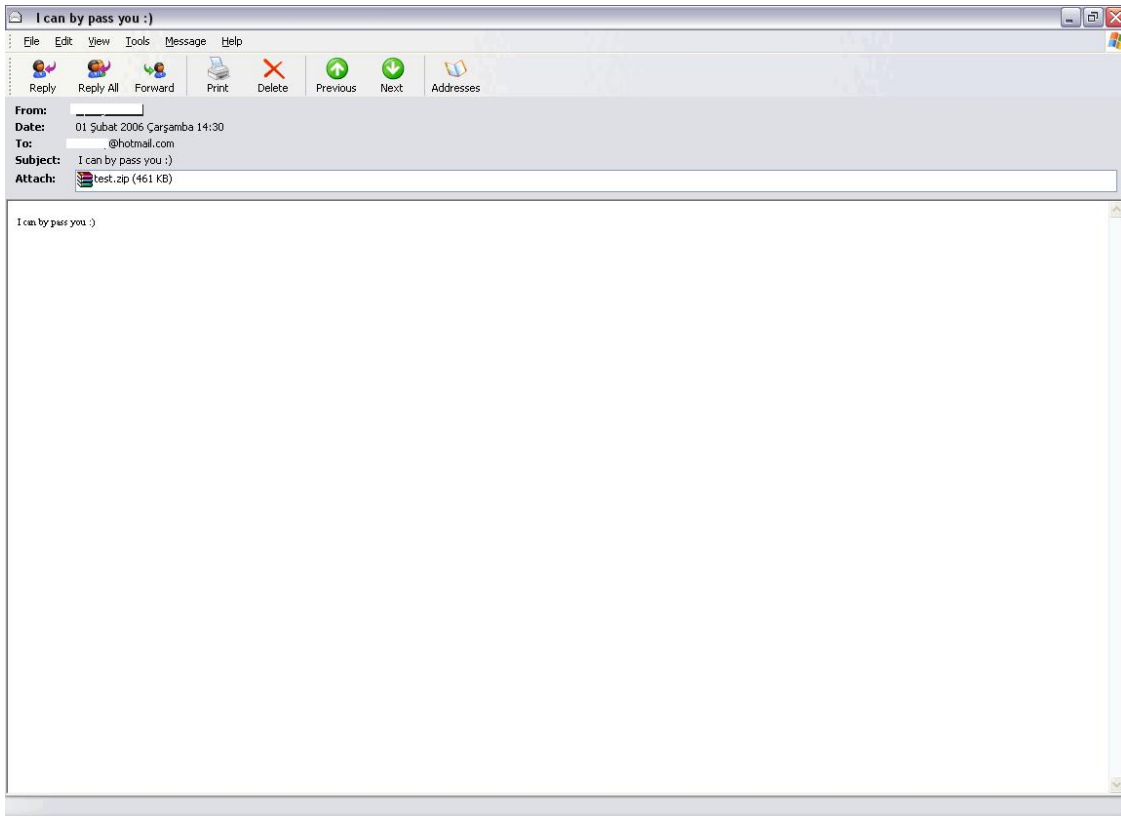 I can by pass you :)
File Edit View Tools Message Help
Reply Reply All Forward Print Delete Previous Next Addresses
From:
Date: 01 Şubat 2006 Çarşamba 14:30
To: @hotmail.com
Subject: I can by pass you :)
Attach: test.zip (461 KB)
I can by pass you :)